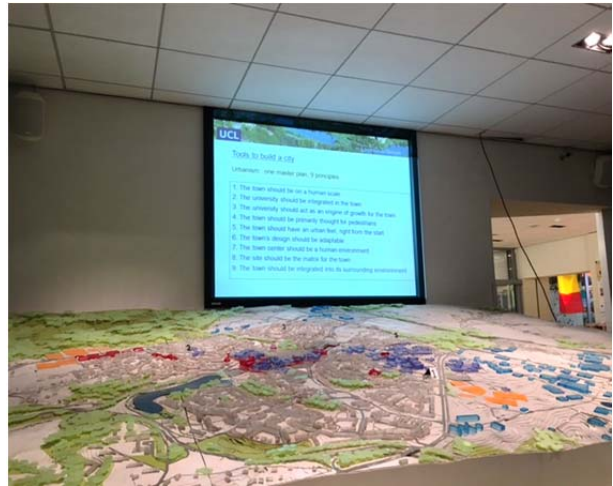 UCL
Tools to build a city
Urbanism: one master plan, 9 principles
1. The town should be on a human scale
2. The university should be integrated in the town
3. The university should act as an engine of growth for the town
4. The town should be primarily thought for pedestrians
5. The town should have an urban feel, right from the start
6. The town's design should be adaptable
7. The town center should be a human environment
8. The site should be the matrix for the town
9. The town should be integrated into its surrounding environment